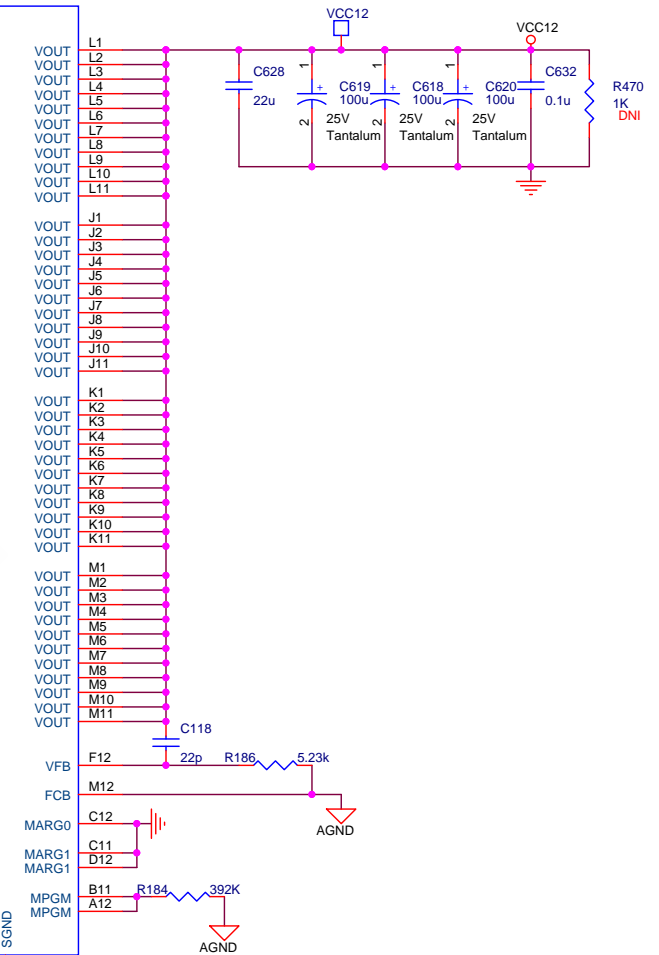 VCC12
VCC12
VOUT L1
VOUT L2
VOUT L3
VOUT L4
VOUT L5
VOUT L6
VOUT L7
VOUT L8
VOUT L9
VOUT L10
VOUT L11
C628
22u
1
+
2
C619
100u
25V
Tantalum
1
+
2
C618
100u
25V
Tantalum
1
+
2
C620
100u
25V
Tantalum
C632
0.1u
R470
1K
DNI
VOUT J1
VOUT J2
VOUT J3
VOUT J4
VOUT J5
VOUT J6
VOUT J7
VOUT J8
VOUT J9
VOUT J10
VOUT J11
VOUT K1
VOUT K2
VOUT K3
VOUT K4
VOUT K5
VOUT K6
VOUT K7
VOUT K8
VOUT K9
VOUT K10
VOUT K11
VOUT M1
VOUT M2
VOUT M3
VOUT M4
VOUT M5
VOUT M6
VOUT M7
VOUT M8
VOUT M9
VOUT M10
VOUT M11
C118
22p
VFB F12
R186 5.23k
FCB M12
AGND
MARG0 C12
MARG1 C11
MARG1 D12
MPGM B11
MPGM A12
R184 392K
AGND
SGND